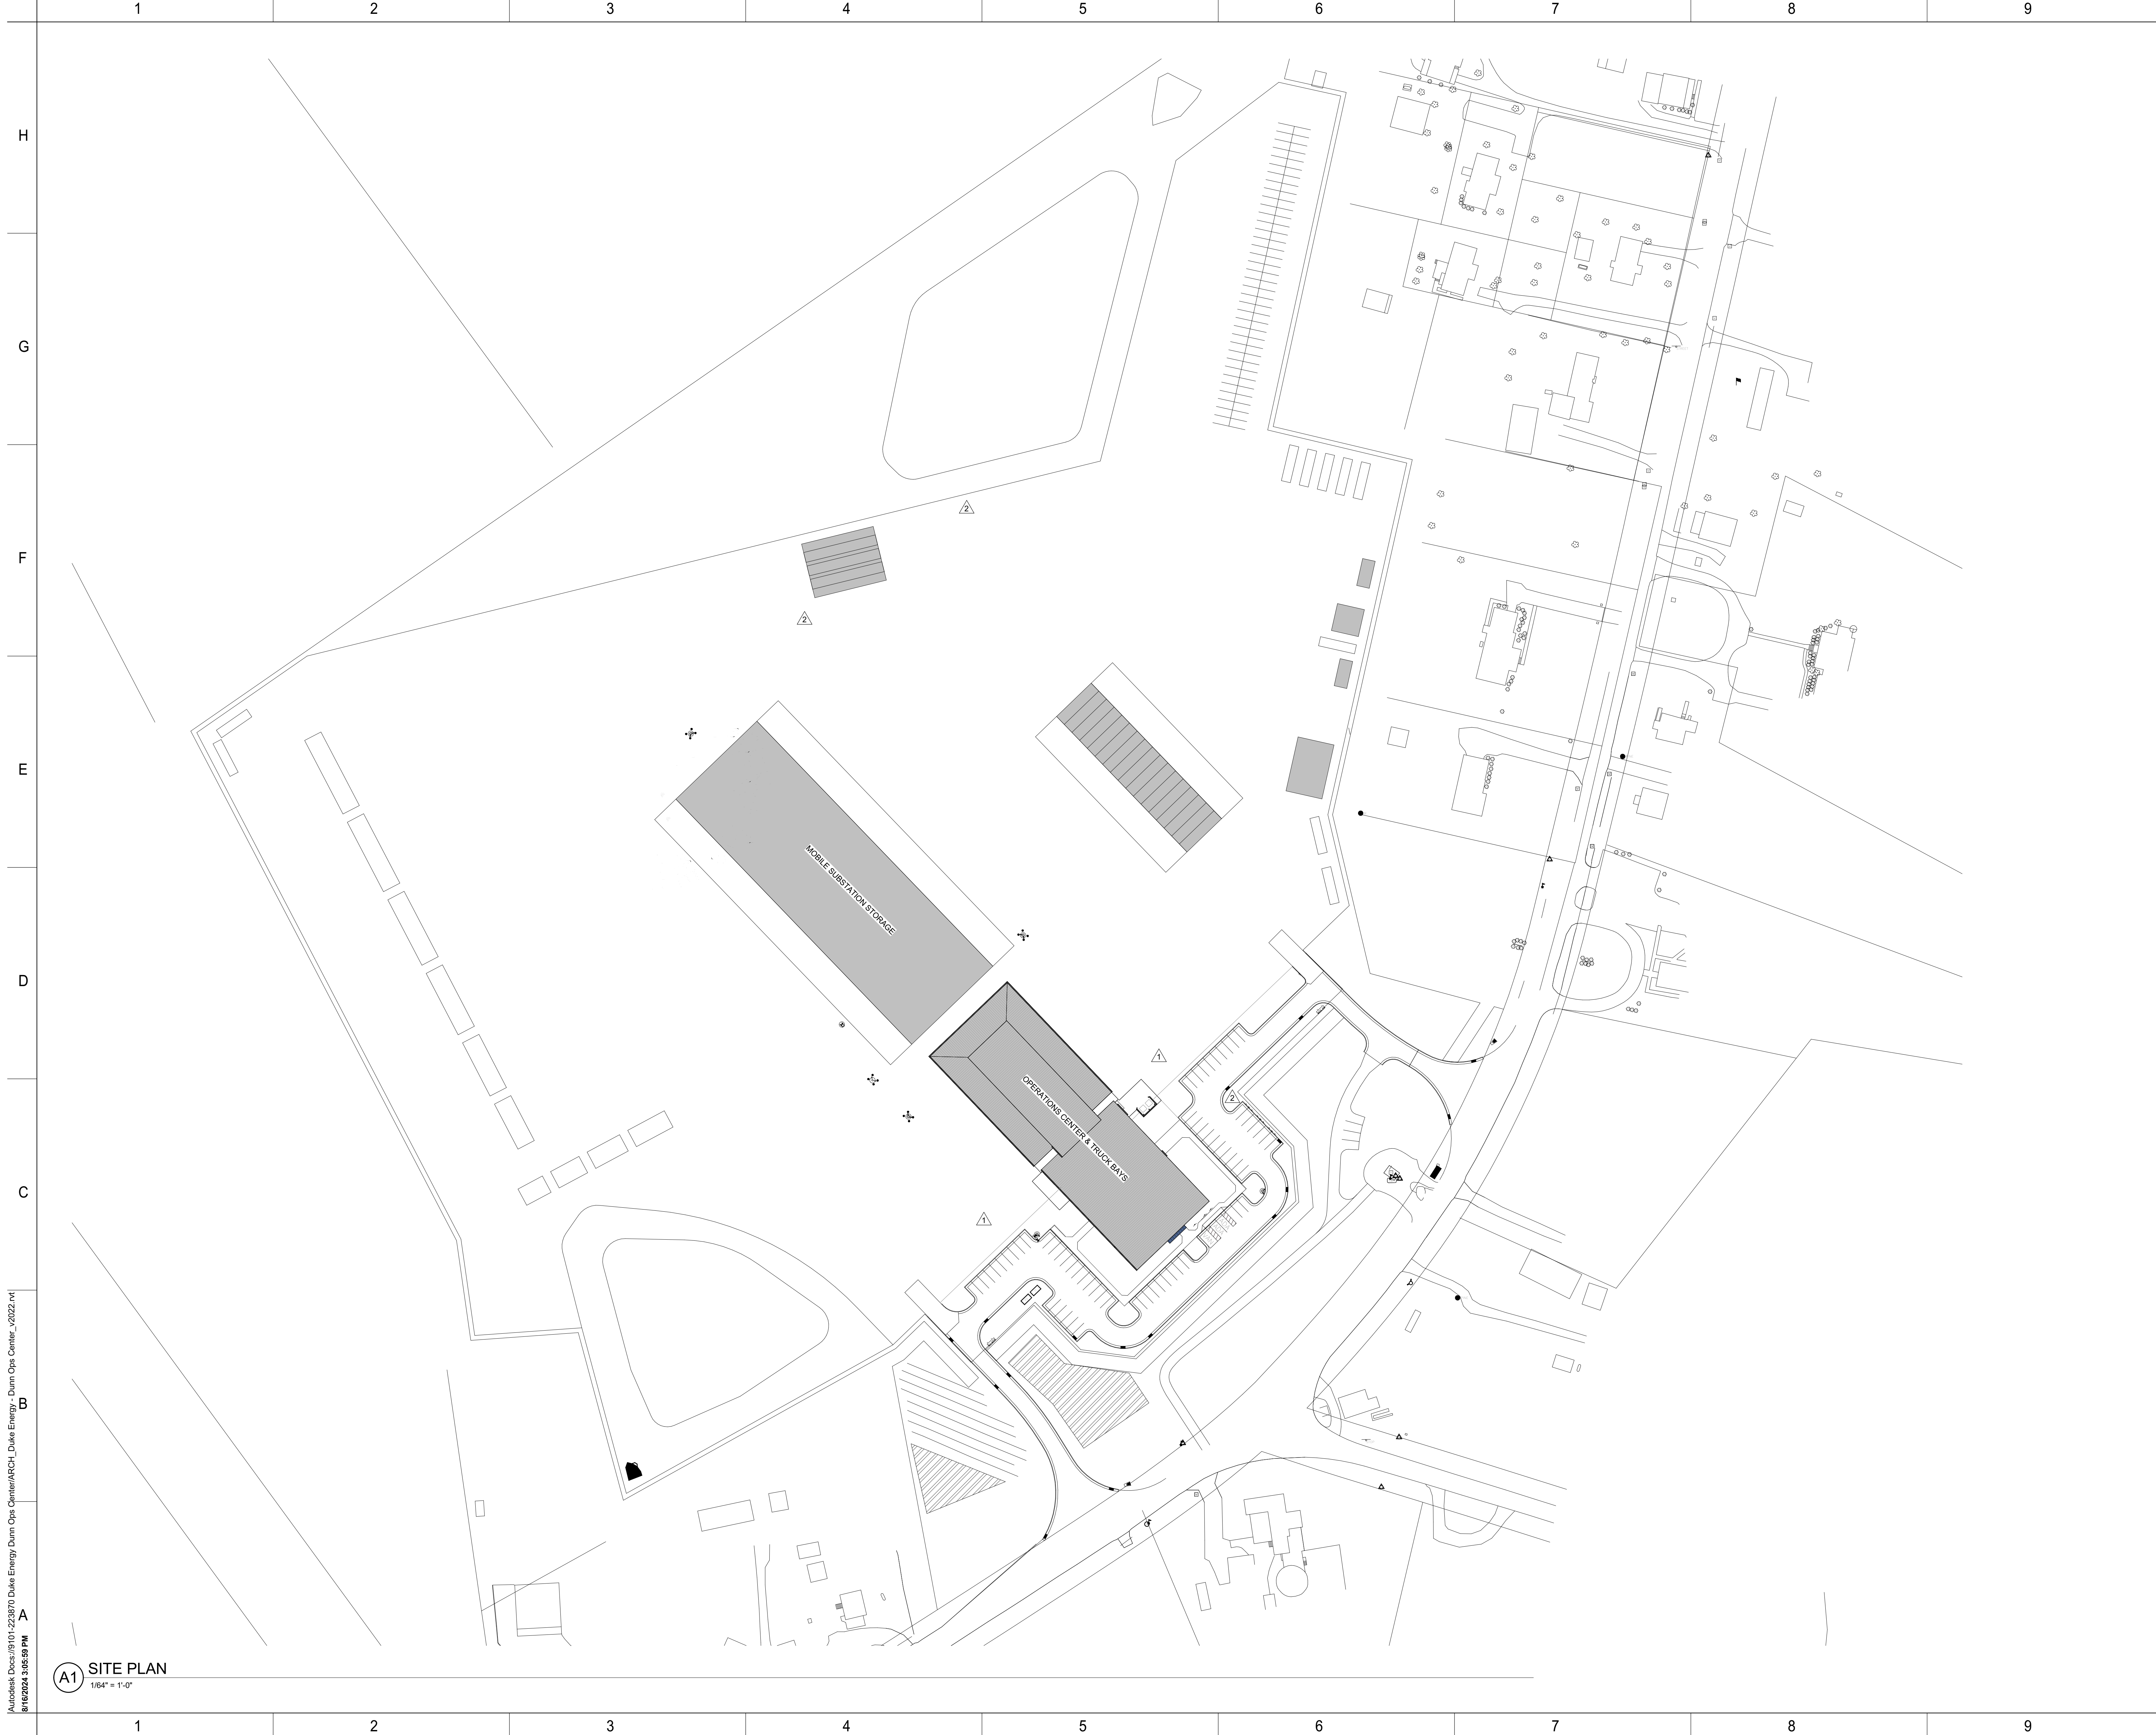 1 2 3 4 5 6 7 8 9
H
G
2
F
2
E
MOBILE SUBSTATION STORAGE
D
1
2
OPERATIONS CENTER & TRUCK BAYS
C
1
B
A
Autodesk Docs://9101-223870 Duke Energy Dunn Ops Center/ARCH_Duke Energy - Dunn Ops Center_v2022.rvt
8/16/2024 3:05:59 PM
A1 SITE PLAN
1/64" = 1'-0"
1 2 3 4 5 6 7 8 9